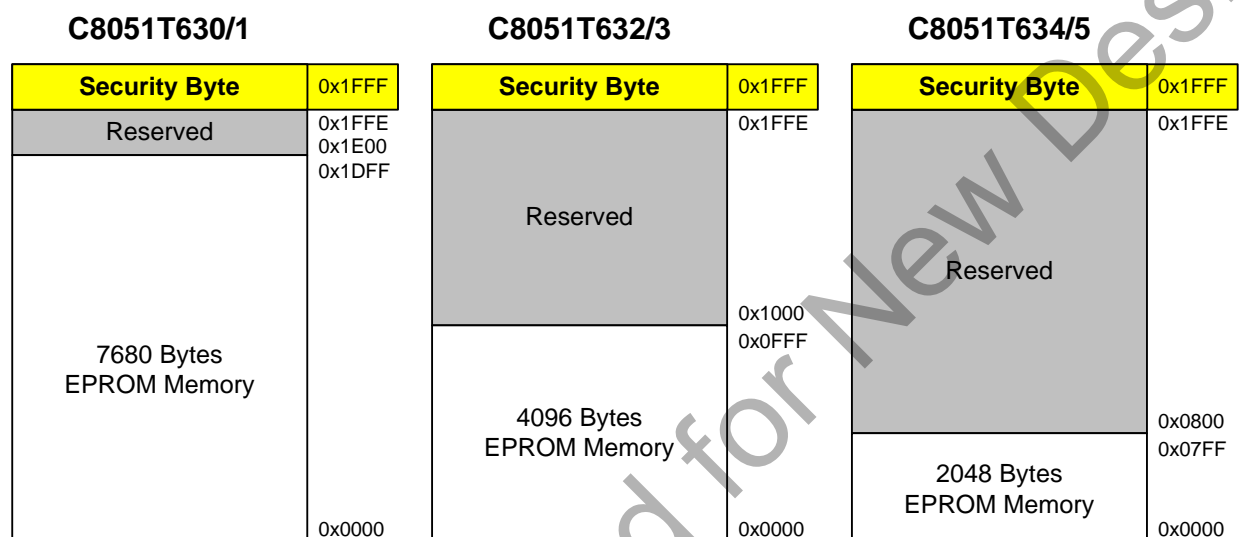 C8051T630/1
Security Byte
0x1FFF
Reserved
0x1FFE
0x1E00
0x1DFF
7680 Bytes
EPROM Memory
0x0000
C8051T632/3
Security Byte
0x1FFF
0x1FFE
Reserved
0x1000
0x0FFF
4096 Bytes
EPROM Memory
0x0000
C8051T634/5
Security Byte
0x1FFF
0x1FFE
Reserved
0x0800
0x07FF
2048 Bytes
EPROM Memory
0x0000
for New